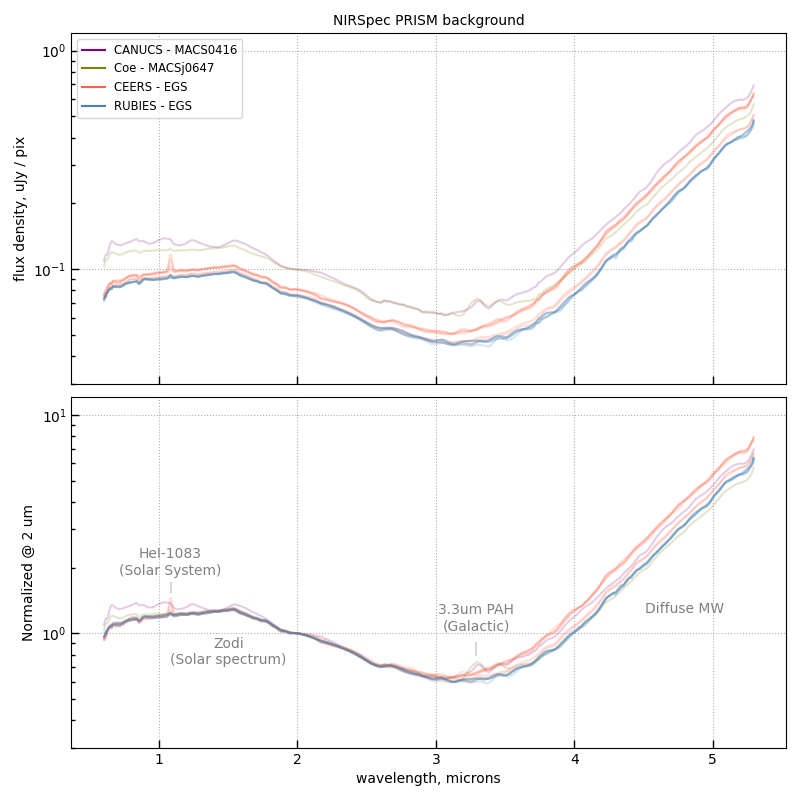 NIRSpec PRISM background
CANUCS - MACS0416
Coe - MACSj0647
CEERS - EGS
RUBIES - EGS
flux density, uJy / pix
10⁰
10⁻¹
Normalized @ 2 um
10¹
10⁰
HeI-1083
(Solar System)
Zodi
(Solar spectrum)
3.3um PAH
(Galactic)
Diffuse MW
1 2 3 4 5
wavelength, microns